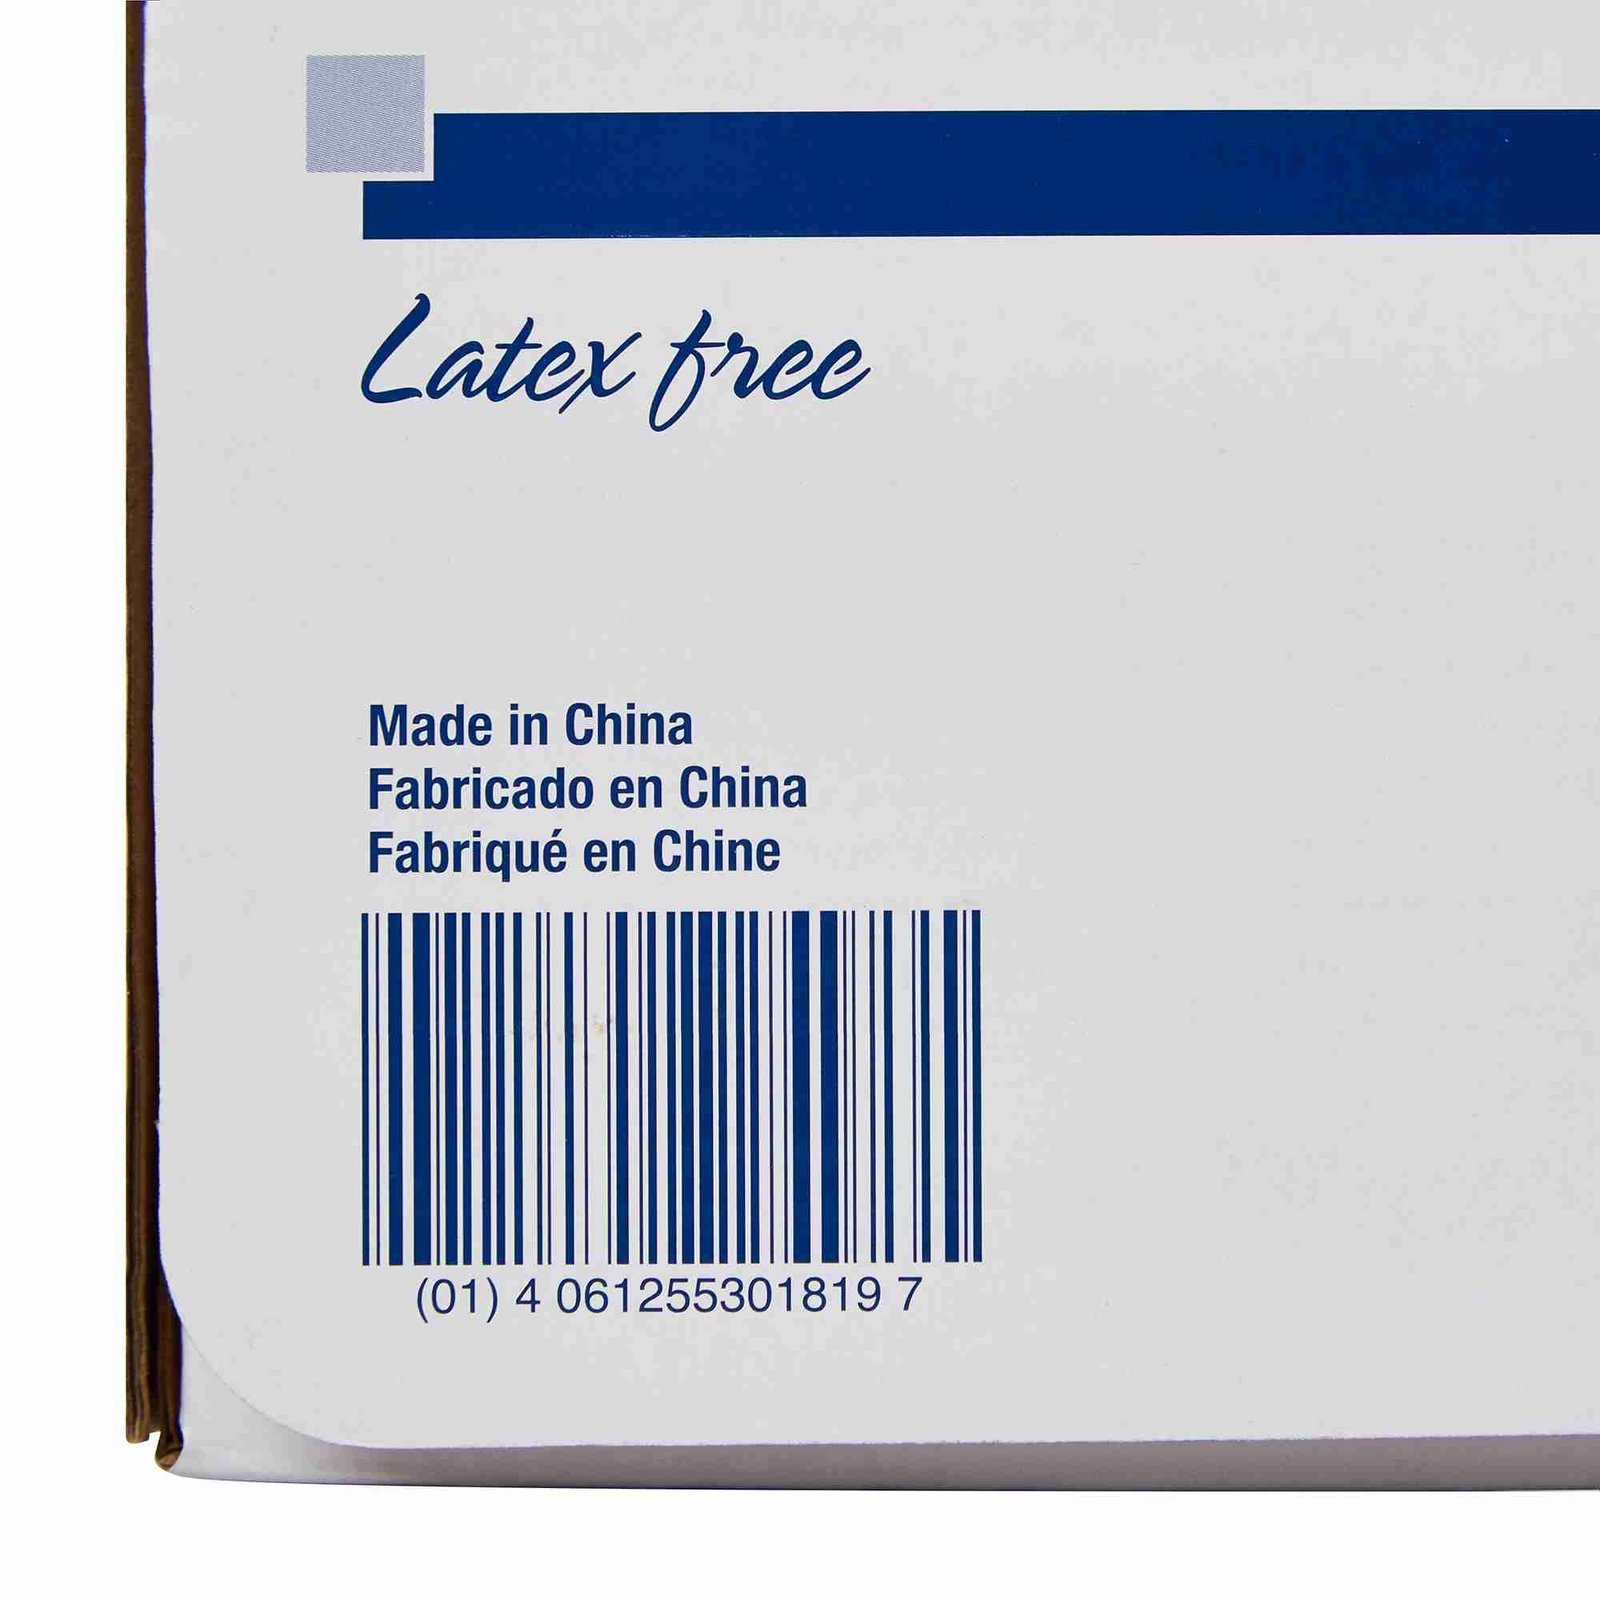 Latex free
Made in China
Fabricado en China
Fabriqué en Chine
(01) 4 061255301819 7